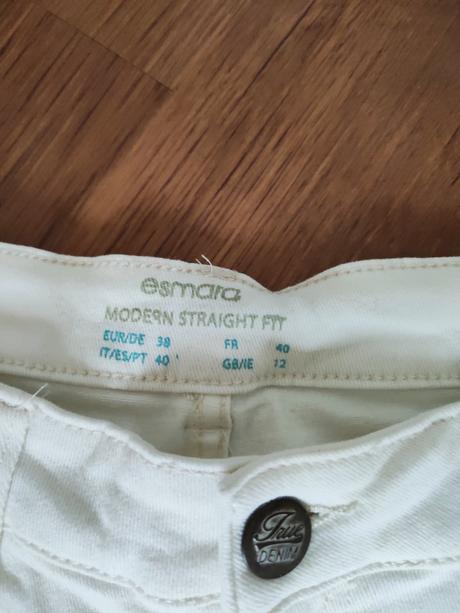 esmara
MODERN STRAIGHT FIT
EUR/DE 38 FR 40
IT/ES/PT 40 GB/IE 12
True
DENIM